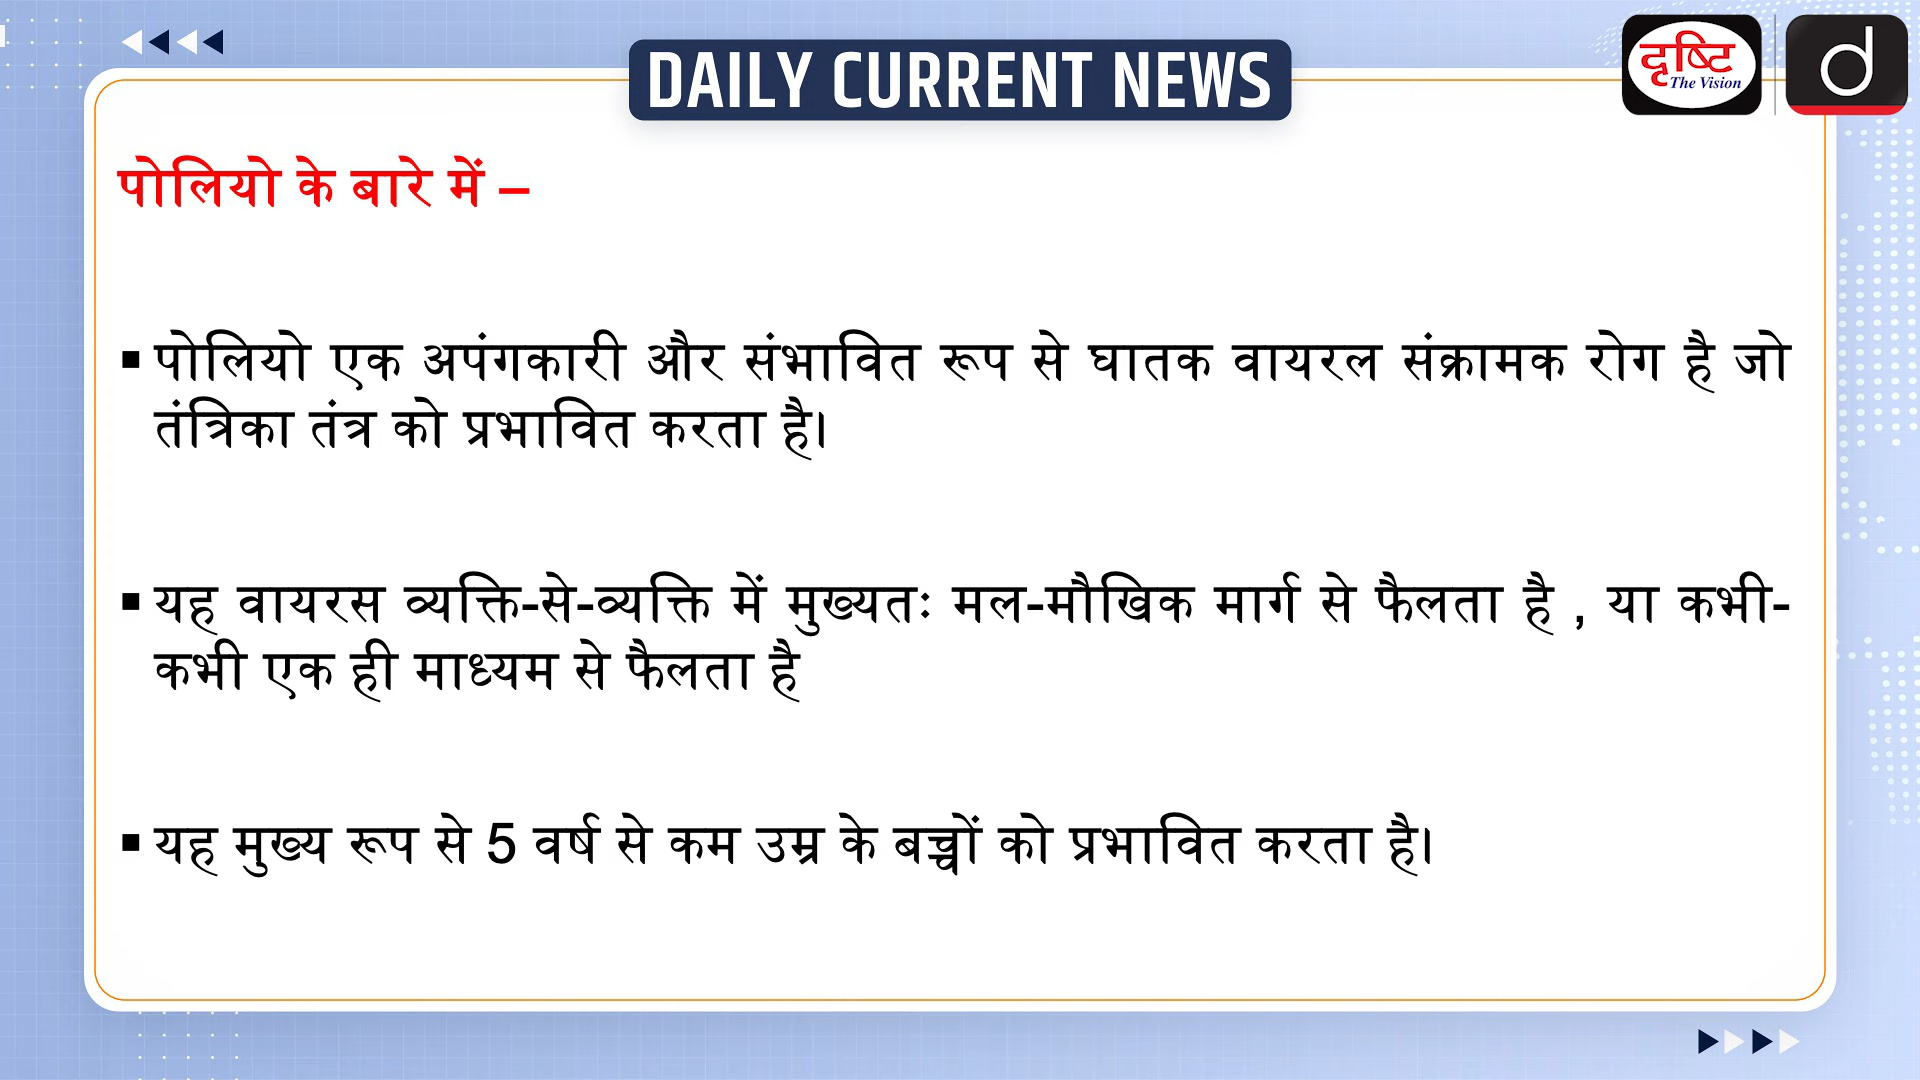 DAILY CURRENT NEWS
दृष्टि
The Vision
d
पोलियो के बारे में –
▪ पोलियो एक अपंगकारी और संभावित रूप से घातक वायरल संक्रामक रोग है जो
तंत्रिका तंत्र को प्रभावित करता है।
▪ यह वायरस व्यक्ति-से-व्यक्ति में मुख्यतः मल-मौखिक मार्ग से फैलता है , या कभी-
कभी एक ही माध्यम से फैलता है
▪ यह मुख्य रूप से 5 वर्ष से कम उम्र के बच्चों को प्रभावित करता है।